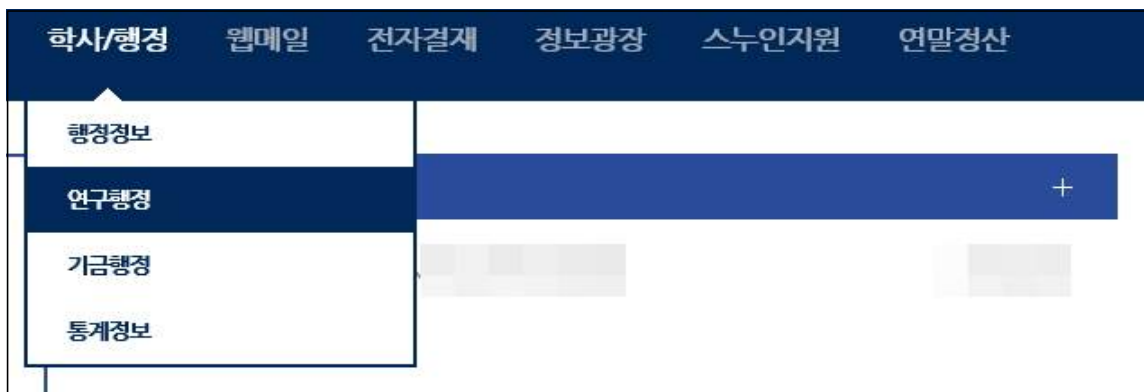 학사/행정 웹메일 전자결재 정보광장 스누인지원 연말정산
행정정보
연구행정
+
기금행정
통계정보